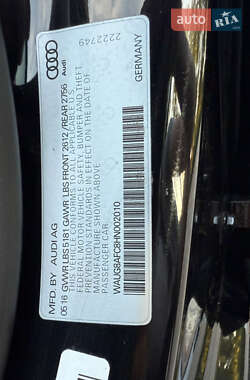 AUTO RIA.com
Audi
2222749
GERMANY
MFD. BY AUDI AG
05 16 GVWR LBS 5181 GAWR LBS FRONT 2612 /REAR 2756
THIS VEHICLE CONFORMS TO ALL APPLICABLE U.S.
FEDERAL MOTOR VEHICLE SAFETY, BUMPER AND THEFT
PREVENTION STANDARDS IN EFFECT ON THE DATE OF
MANUFACTURE SHOWN ABOVE.
PASSENGER CAR
WAUG8AFC8HN002010